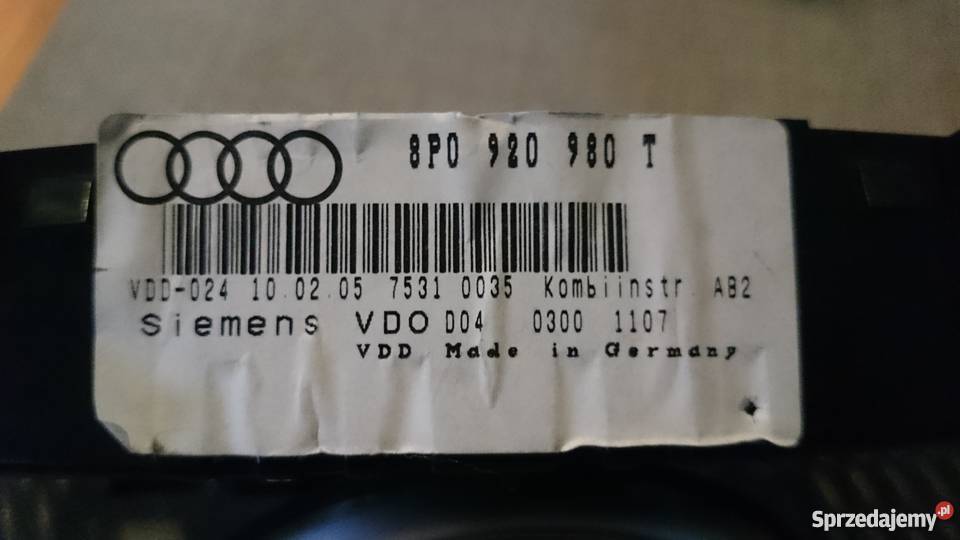 8P0 920 980 T
VDD-024 10.02.05 7531 0035 Kombiinstr. AB2
Siemens VDO D04 0300 1107
VDD Made in Germany
Sprzedajemy.pl